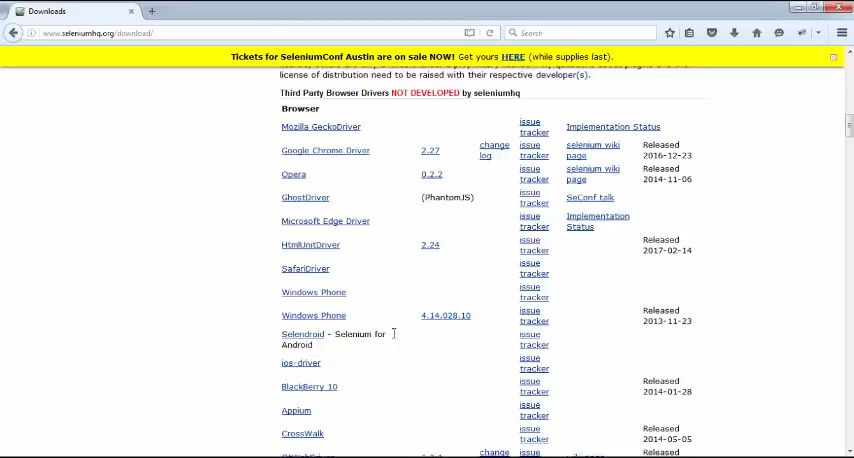 Downloads
www.seleniumhq.org/download/
Search
Tickets for SeleniumConf Austin are on sale NOW! Get yours HERE (while supplies last).
license of distribution need to be raised with their respective developer(s).
Third Party Browser Drivers NOT DEVELOPED by seleniumhq
Browser
Mozilla GeckoDriver issue tracker Implementation Status
Google Chrome Driver 2.27 change log issue tracker selenium wiki page Released 2016-12-23
Opera 0.2.2 issue tracker selenium wiki page Released 2014-11-06
GhostDriver (PhantomJS) issue tracker SeConf talk
Microsoft Edge Driver issue tracker Implementation Status
HtmlUnitDriver 2.24 issue tracker Released 2017-02-14
SafariDriver issue tracker
Windows Phone issue tracker
Windows Phone 4.14.028.10 issue tracker Released 2013-11-23
Selendroid - Selenium for Android issue tracker
ios-driver issue tracker
BlackBerry 10 issue tracker Released 2014-01-28
Appium issue tracker
CrossWalk issue tracker Released 2014-05-05
change issue